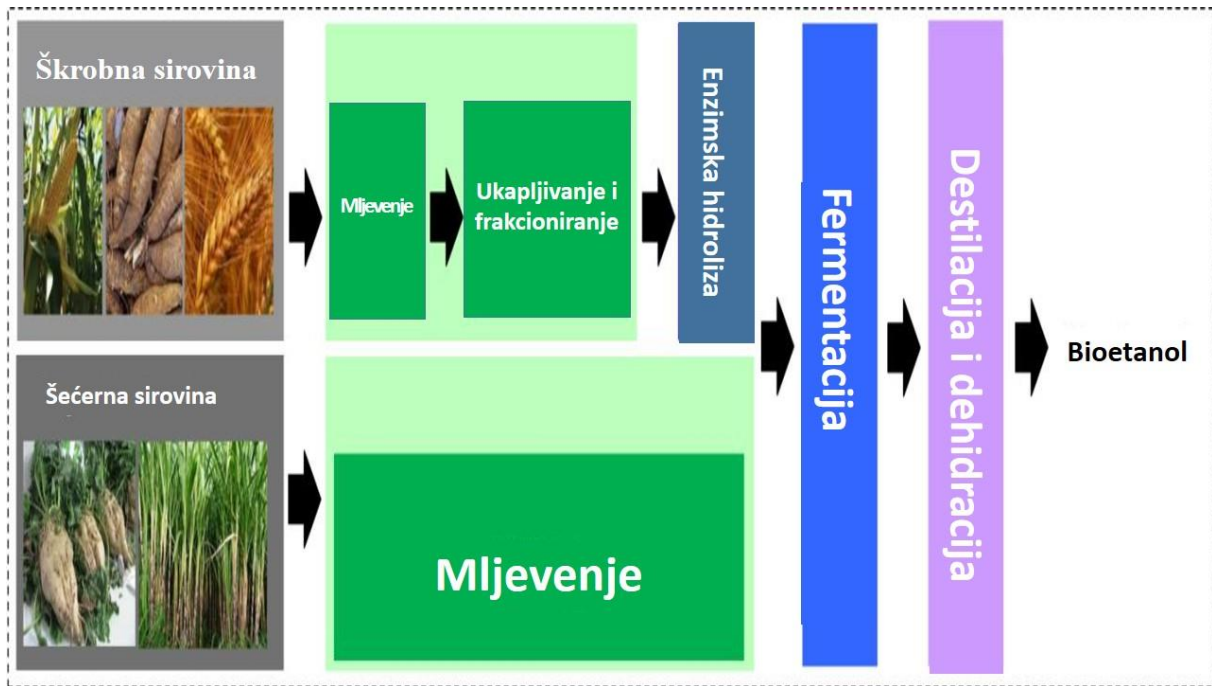 Škrobna sirovina
Mljevenje
Ukapljivanje i
frakcioniranje
Enzimska hidroliza
Šećerna sirovina
Mljevenje
Fermentacija
Destilacija i dehidracija
Bioetanol